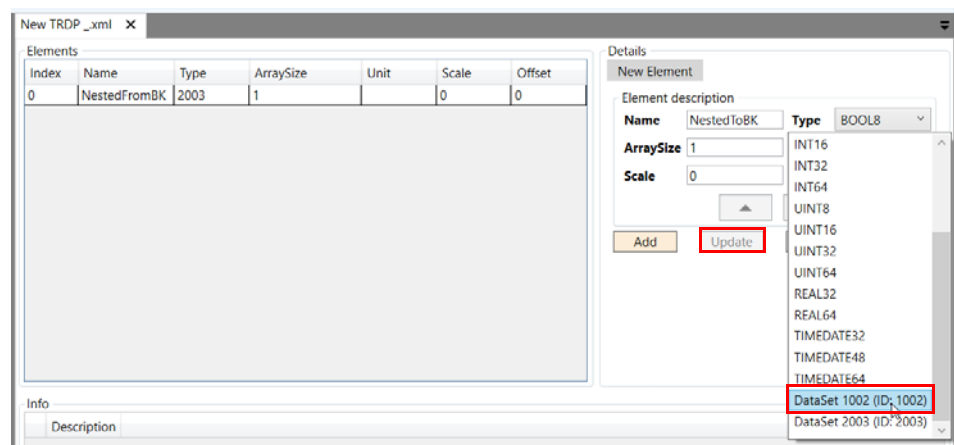 New TRDP _.xml X
Elements
Index Name Type ArraySize Unit Scale Offset
0 NestedFromBK 2003 1 0 0
Details
New Element
Element description
Name NestedToBK Type BOOL8
ArraySize 1
Scale 0
Add Update
INT16
INT32
INT64
UINT8
UINT16
UINT32
UINT64
REAL32
REAL64
TIMEDATE32
TIMEDATE48
TIMEDATE64
DataSet 1002 (ID: 1002)
DataSet 2003 (ID: 2003)
Info
Description